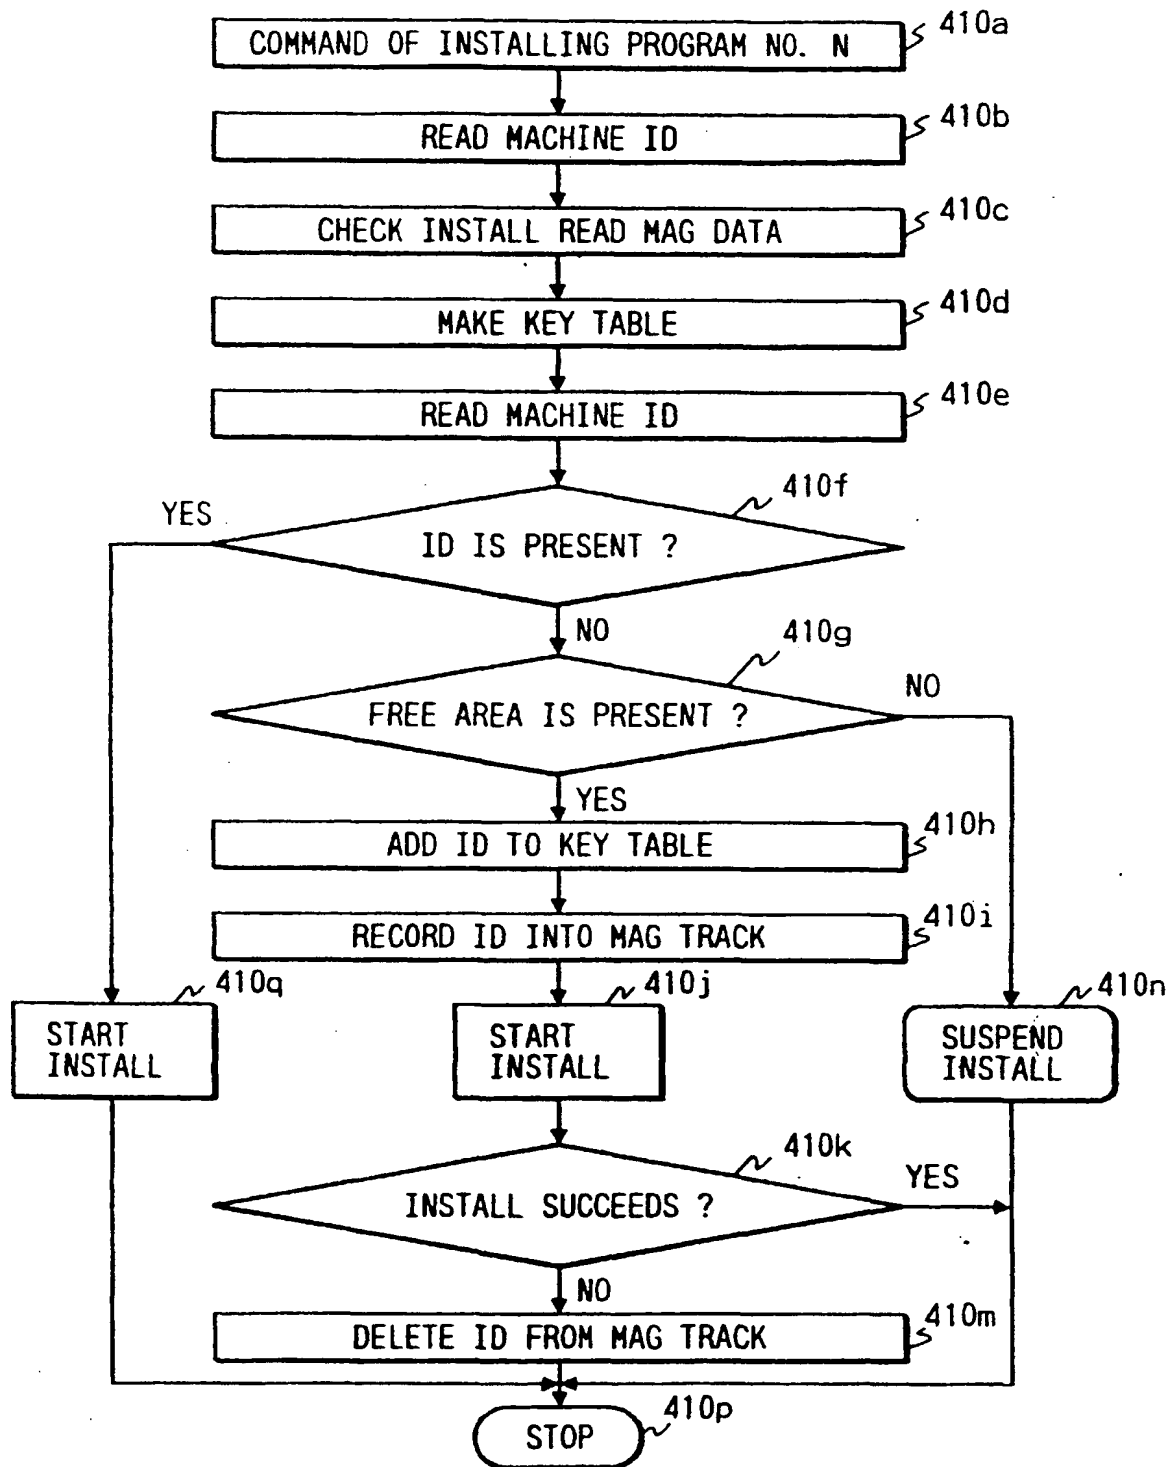 COMMAND OF INSTALLING PROGRAM NO. N
410a
READ MACHINE ID
410b
CHECK INSTALL READ MAG DATA
410c
MAKE KEY TABLE
410d
READ MACHINE ID
410e
410f
YES
ID IS PRESENT ?
NO
410g
NO
FREE AREA IS PRESENT ?
YES
ADD ID TO KEY TABLE
410h
RECORD ID INTO MAG TRACK
410i
410q
410j
410n
START
INSTALL
START
INSTALL
SUSPEND
INSTALL
410k
YES
INSTALL SUCCEEDS ?
NO
DELETE ID FROM MAG TRACK
410m
410p
STOP